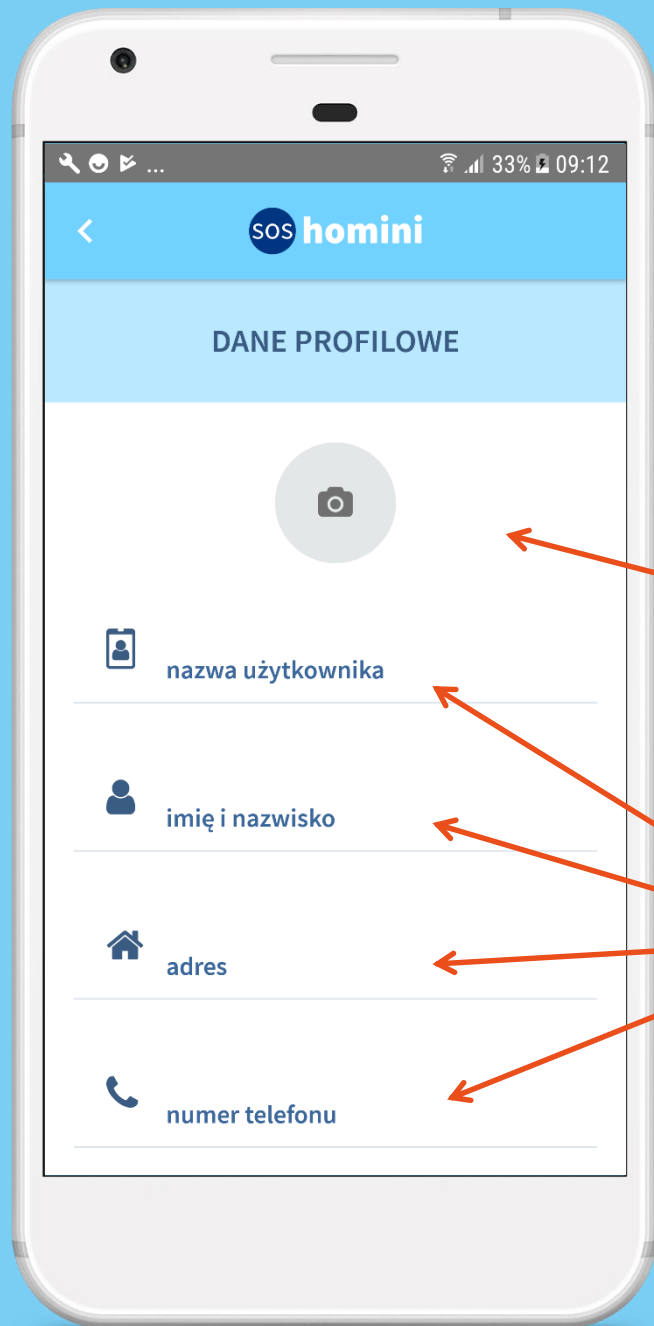 ... 33% 09:12
sos homini
DANE PROFILOWE
nazwa użytkownika
imię i nazwisko
adres
numer telefonu